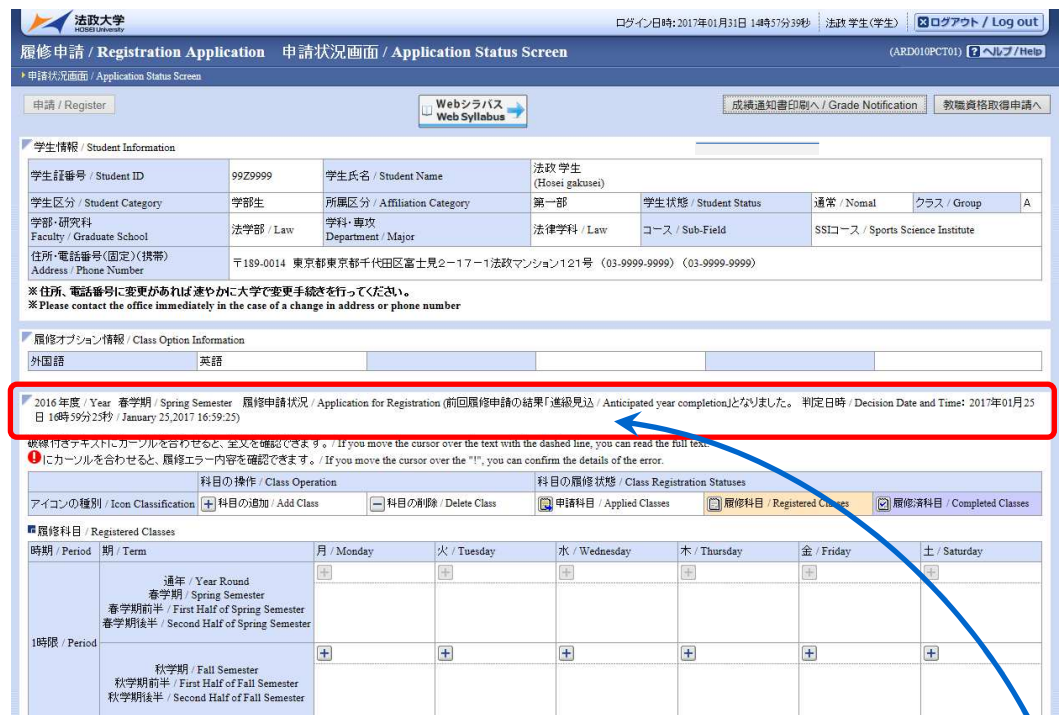 法政大学
HOSEI University
ログイン日時:2017年01月31日 14時57分39秒 法政 学生(学生) ログアウト / Log out
履修申請 / Registration Application 申請状況画面 / Application Status Screen (ARD010PCT01) ? ヘルプ/Help
申請状況画面 / Application Status Screen
申請 / Register Webシラバス 成績通知書印刷へ / Grade Notification 教職資格取得申請へ
Web Syllabus
学生情報 / Student Information
学生証番号 / Student ID 99Z9999 学生氏名 / Student Name 法政 学生
(Hosei gakusei)
学生区分 / Student Category 学部生 所属区分 / Affiliation Category 第一部 学生状態 / Student Status 通常 / Nomal クラス / Group A
学部・研究科
Faculty / Graduate School 法学部 / Law 学科・専攻
Department / Major 法律学科 / Law コース / Sub-Field SSIコース / Sports Science Institute
住所・電話番号(固定)(携帯)
Address / Phone Number 〒189-0014 東京都東京都千代田区富士見2-17-1法政マンション121号 (03-9999-9999) (03-9999-9999)
※住所、電話番号に変更があれば速やかに大学で変更手続きを行ってください。
※Please contact the office immediately in the case of a change in address or phone number
履修オプション情報 / Class Option Information
外国語 英語
2016 年度 / Year 春学期 / Spring Semester 履修申請状況 / Application for Registration (前回履修申請の結果「進級見込 / Anticipated year completion」となりました。 判定日時 / Decision Date and Time: 2017年01月25
日 16時59分25秒 / January 25,2017 16:59:25)
破線付きテキストにカーソルを合わせると、全文を確認できます。/ If you move the cursor over the text with the dashed line, you can read the full text.
!にカーソルを合わせると、履修エラー内容を確認できます。/ If you move the cursor over the "!", you can confirm the details of the error.
科目の操作 / Class Operation 科目の履修状態 / Class Registration Statuses
アイコンの種別 / Icon Classification + 科目の追加 / Add Class − 科目の削除 / Delete Class 申請科目 / Applied Classes 履修科目 / Registered Classes 履修済科目 / Completed Classes
履修科目 / Registered Classes
時期 / Period 期 / Term 月 / Monday 火 / Tuesday 水 / Wednesday 木 / Thursday 金 / Friday 土 / Saturday
1時限 / Period
通年 / Year Round
春学期 / Spring Semester
春学期前半 / First Half of Spring Semester
春学期後半 / Second Half of Spring Semester
+ + + + + +
秋学期 / Fall Semester
秋学期前半 / First Half of Fall Semester
秋学期後半 / Second Half of Fall Semester
+ + + + + +